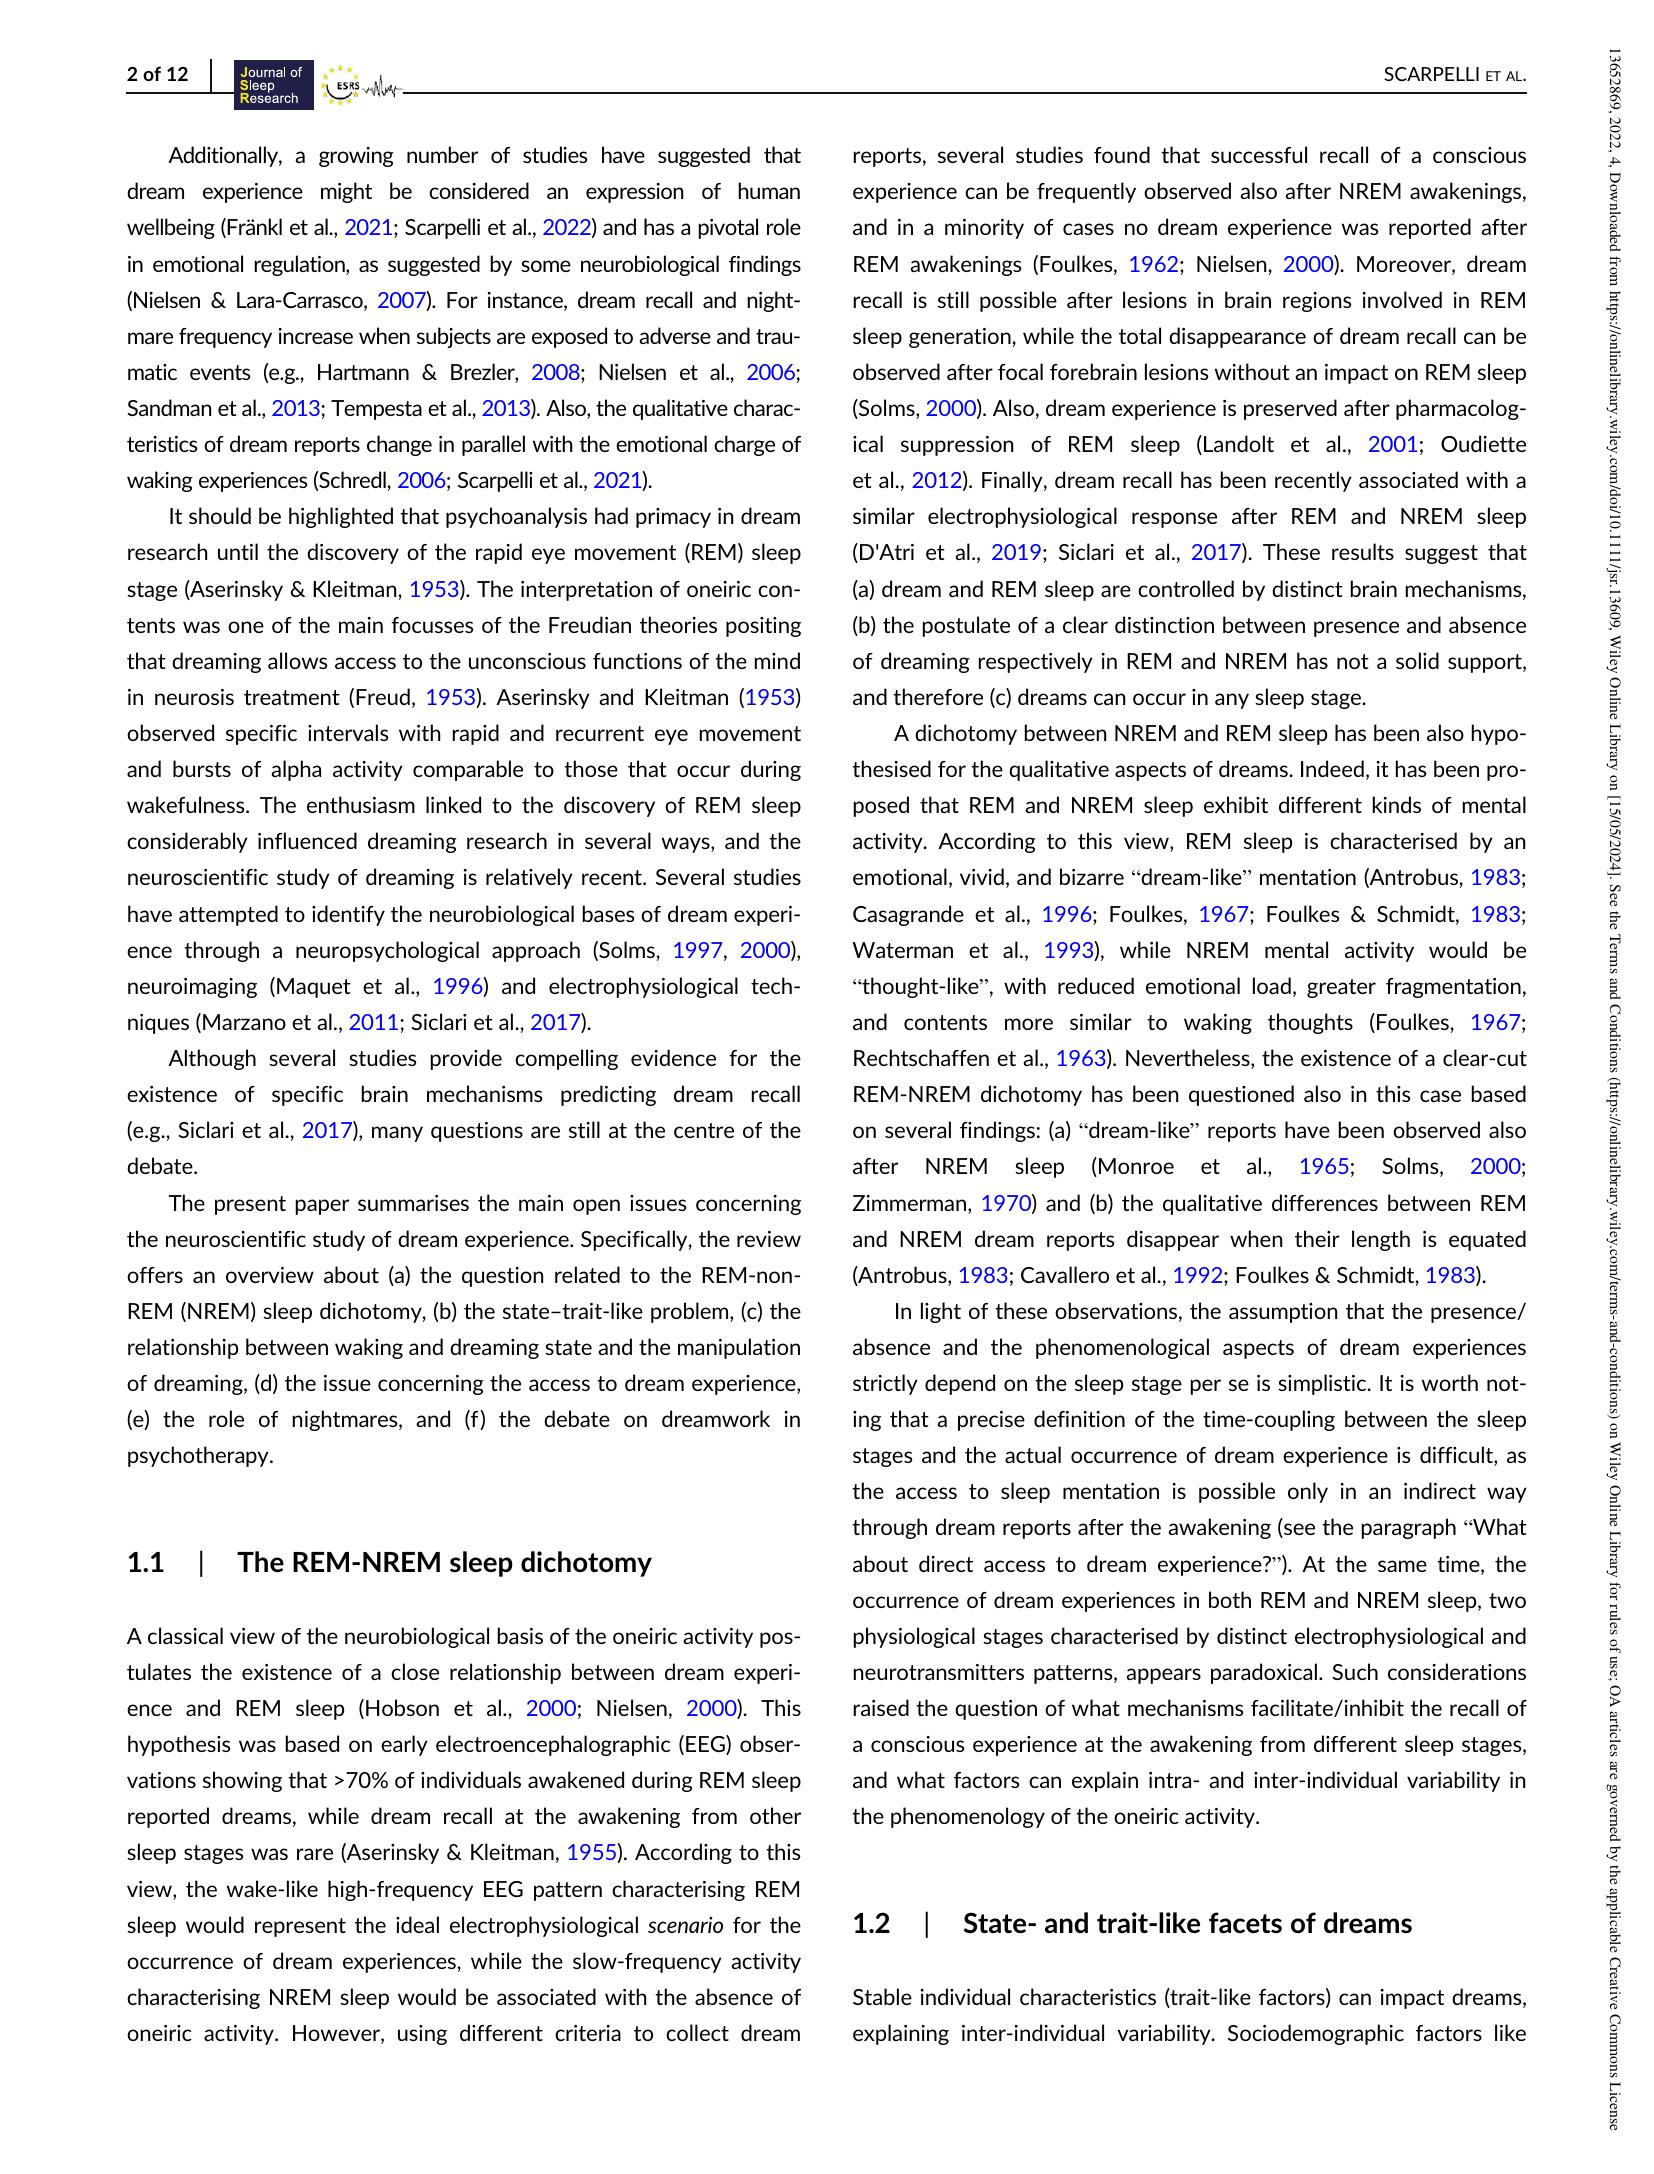 2 of 12
Journal of
Sleep
Research
ESRS
SCARPELLI ET AL.
Additionally, a growing number of studies have suggested that
dream experience might be considered an expression of human
wellbeing (Fränkl et al., 2021; Scarpelli et al., 2022) and has a pivotal role
in emotional regulation, as suggested by some neurobiological findings
(Nielsen & Lara-Carrasco, 2007). For instance, dream recall and night-
mare frequency increase when subjects are exposed to adverse and trau-
matic events (e.g., Hartmann & Brezler, 2008; Nielsen et al., 2006;
Sandman et al., 2013; Tempesta et al., 2013). Also, the qualitative charac-
teristics of dream reports change in parallel with the emotional charge of
waking experiences (Schredl, 2006; Scarpelli et al., 2021).
It should be highlighted that psychoanalysis had primacy in dream
research until the discovery of the rapid eye movement (REM) sleep
stage (Aserinsky & Kleitman, 1953). The interpretation of oneiric con-
tents was one of the main focusses of the Freudian theories positing
that dreaming allows access to the unconscious functions of the mind
in neurosis treatment (Freud, 1953). Aserinsky and Kleitman (1953)
observed specific intervals with rapid and recurrent eye movement
and bursts of alpha activity comparable to those that occur during
wakefulness. The enthusiasm linked to the discovery of REM sleep
considerably influenced dreaming research in several ways, and the
neuroscientific study of dreaming is relatively recent. Several studies
have attempted to identify the neurobiological bases of dream experi-
ence through a neuropsychological approach (Solms, 1997, 2000),
neuroimaging (Maquet et al., 1996) and electrophysiological tech-
niques (Marzano et al., 2011; Siclari et al., 2017).
Although several studies provide compelling evidence for the
existence of specific brain mechanisms predicting dream recall
(e.g., Siclari et al., 2017), many questions are still at the centre of the
debate.
The present paper summarises the main open issues concerning
the neuroscientific study of dream experience. Specifically, the review
offers an overview about (a) the question related to the REM-non-
REM (NREM) sleep dichotomy, (b) the state–trait-like problem, (c) the
relationship between waking and dreaming state and the manipulation
of dreaming, (d) the issue concerning the access to dream experience,
(e) the role of nightmares, and (f) the debate on dreamwork in
psychotherapy.
1.1 | The REM-NREM sleep dichotomy
A classical view of the neurobiological basis of the oneiric activity pos-
tulates the existence of a close relationship between dream experi-
ence and REM sleep (Hobson et al., 2000; Nielsen, 2000). This
hypothesis was based on early electroencephalographic (EEG) obser-
vations showing that >70% of individuals awakened during REM sleep
reported dreams, while dream recall at the awakening from other
sleep stages was rare (Aserinsky & Kleitman, 1955). According to this
view, the wake-like high-frequency EEG pattern characterising REM
sleep would represent the ideal electrophysiological scenario for the
occurrence of dream experiences, while the slow-frequency activity
characterising NREM sleep would be associated with the absence of
oneiric activity. However, using different criteria to collect dream
reports, several studies found that successful recall of a conscious
experience can be frequently observed also after NREM awakenings,
and in a minority of cases no dream experience was reported after
REM awakenings (Foulkes, 1962; Nielsen, 2000). Moreover, dream
recall is still possible after lesions in brain regions involved in REM
sleep generation, while the total disappearance of dream recall can be
observed after focal forebrain lesions without an impact on REM sleep
(Solms, 2000). Also, dream experience is preserved after pharmacolog-
ical suppression of REM sleep (Landolt et al., 2001; Oudiette
et al., 2012). Finally, dream recall has been recently associated with a
similar electrophysiological response after REM and NREM sleep
(D'Atri et al., 2019; Siclari et al., 2017). These results suggest that
(a) dream and REM sleep are controlled by distinct brain mechanisms,
(b) the postulate of a clear distinction between presence and absence
of dreaming respectively in REM and NREM has not a solid support,
and therefore (c) dreams can occur in any sleep stage.
A dichotomy between NREM and REM sleep has been also hypo-
thesised for the qualitative aspects of dreams. Indeed, it has been pro-
posed that REM and NREM sleep exhibit different kinds of mental
activity. According to this view, REM sleep is characterised by an
emotional, vivid, and bizarre “dream-like” mentation (Antrobus, 1983;
Casagrande et al., 1996; Foulkes, 1967; Foulkes & Schmidt, 1983;
Waterman et al., 1993), while NREM mental activity would be
“thought-like”, with reduced emotional load, greater fragmentation,
and contents more similar to waking thoughts (Foulkes, 1967;
Rechtschaffen et al., 1963). Nevertheless, the existence of a clear-cut
REM-NREM dichotomy has been questioned also in this case based
on several findings: (a) “dream-like” reports have been observed also
after NREM sleep (Monroe et al., 1965; Solms, 2000;
Zimmerman, 1970) and (b) the qualitative differences between REM
and NREM dream reports disappear when their length is equated
(Antrobus, 1983; Cavallero et al., 1992; Foulkes & Schmidt, 1983).
In light of these observations, the assumption that the presence/
absence and the phenomenological aspects of dream experiences
strictly depend on the sleep stage per se is simplistic. It is worth not-
ing that a precise definition of the time-coupling between the sleep
stages and the actual occurrence of dream experience is difficult, as
the access to sleep mentation is possible only in an indirect way
through dream reports after the awakening (see the paragraph “What
about direct access to dream experience?”). At the same time, the
occurrence of dream experiences in both REM and NREM sleep, two
physiological stages characterised by distinct electrophysiological and
neurotransmitters patterns, appears paradoxical. Such considerations
raised the question of what mechanisms facilitate/inhibit the recall of
a conscious experience at the awakening from different sleep stages,
and what factors can explain intra- and inter-individual variability in
the phenomenology of the oneiric activity.
1.2 | State- and trait-like facets of dreams
Stable individual characteristics (trait-like factors) can impact dreams,
explaining inter-individual variability. Sociodemographic factors like
13652869, 2022, 4, Downloaded from https://onlinelibrary.wiley.com/doi/10.1111/jsr.13609, Wiley Online Library on [15/05/2024]. See the Terms and Conditions (https://onlinelibrary.wiley.com/terms-and-conditions) on Wiley Online Library for rules of use; OA articles are governed by the applicable Creative Commons License